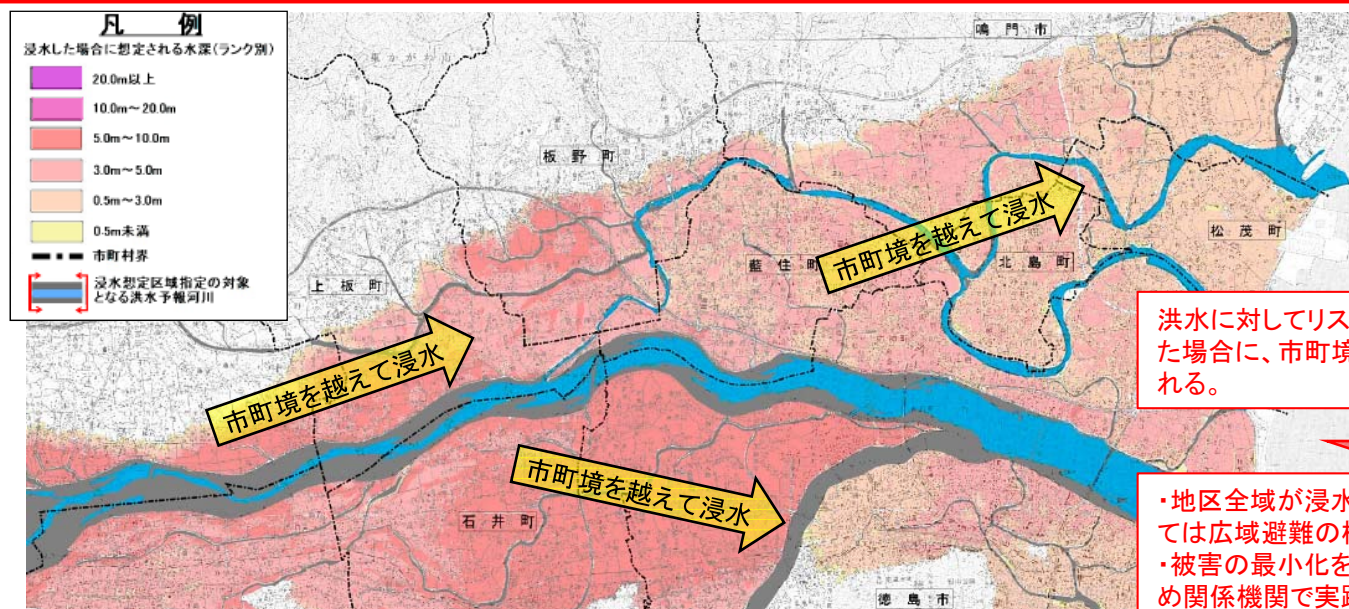 凡　例
浸水した場合に想定される水深(ランク別)
20.0m以上
10.0m～20.0m
5.0m～10.0m
3.0m～5.0m
0.5m～3.0m
0.5m未満
市町村界
浸水想定区域指定の対象
となる洪水予報河川
鳴門市
板野町
松茂町
藍住町
北島町
上板町
石井町
徳島市
市町境を越えて浸水
市町境を越えて浸水
市町境を越えて浸水
洪水に対してリス
た場合に、市町境
れる。
・地区全域が浸水
ては広域避難の
・被害の最小化を
め関係機関で実